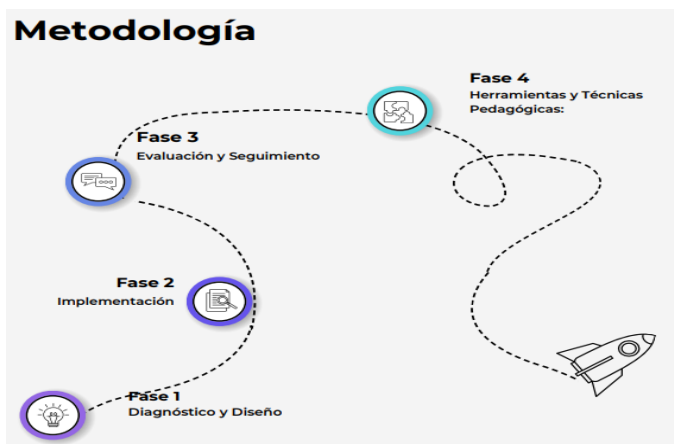 Metodología
Fase 4
Herramientas y Técnicas
Pedagógicas:
Fase 3
Evaluación y Seguimiento
Fase 2
Implementación
Fase 1
Diagnóstico y Diseño